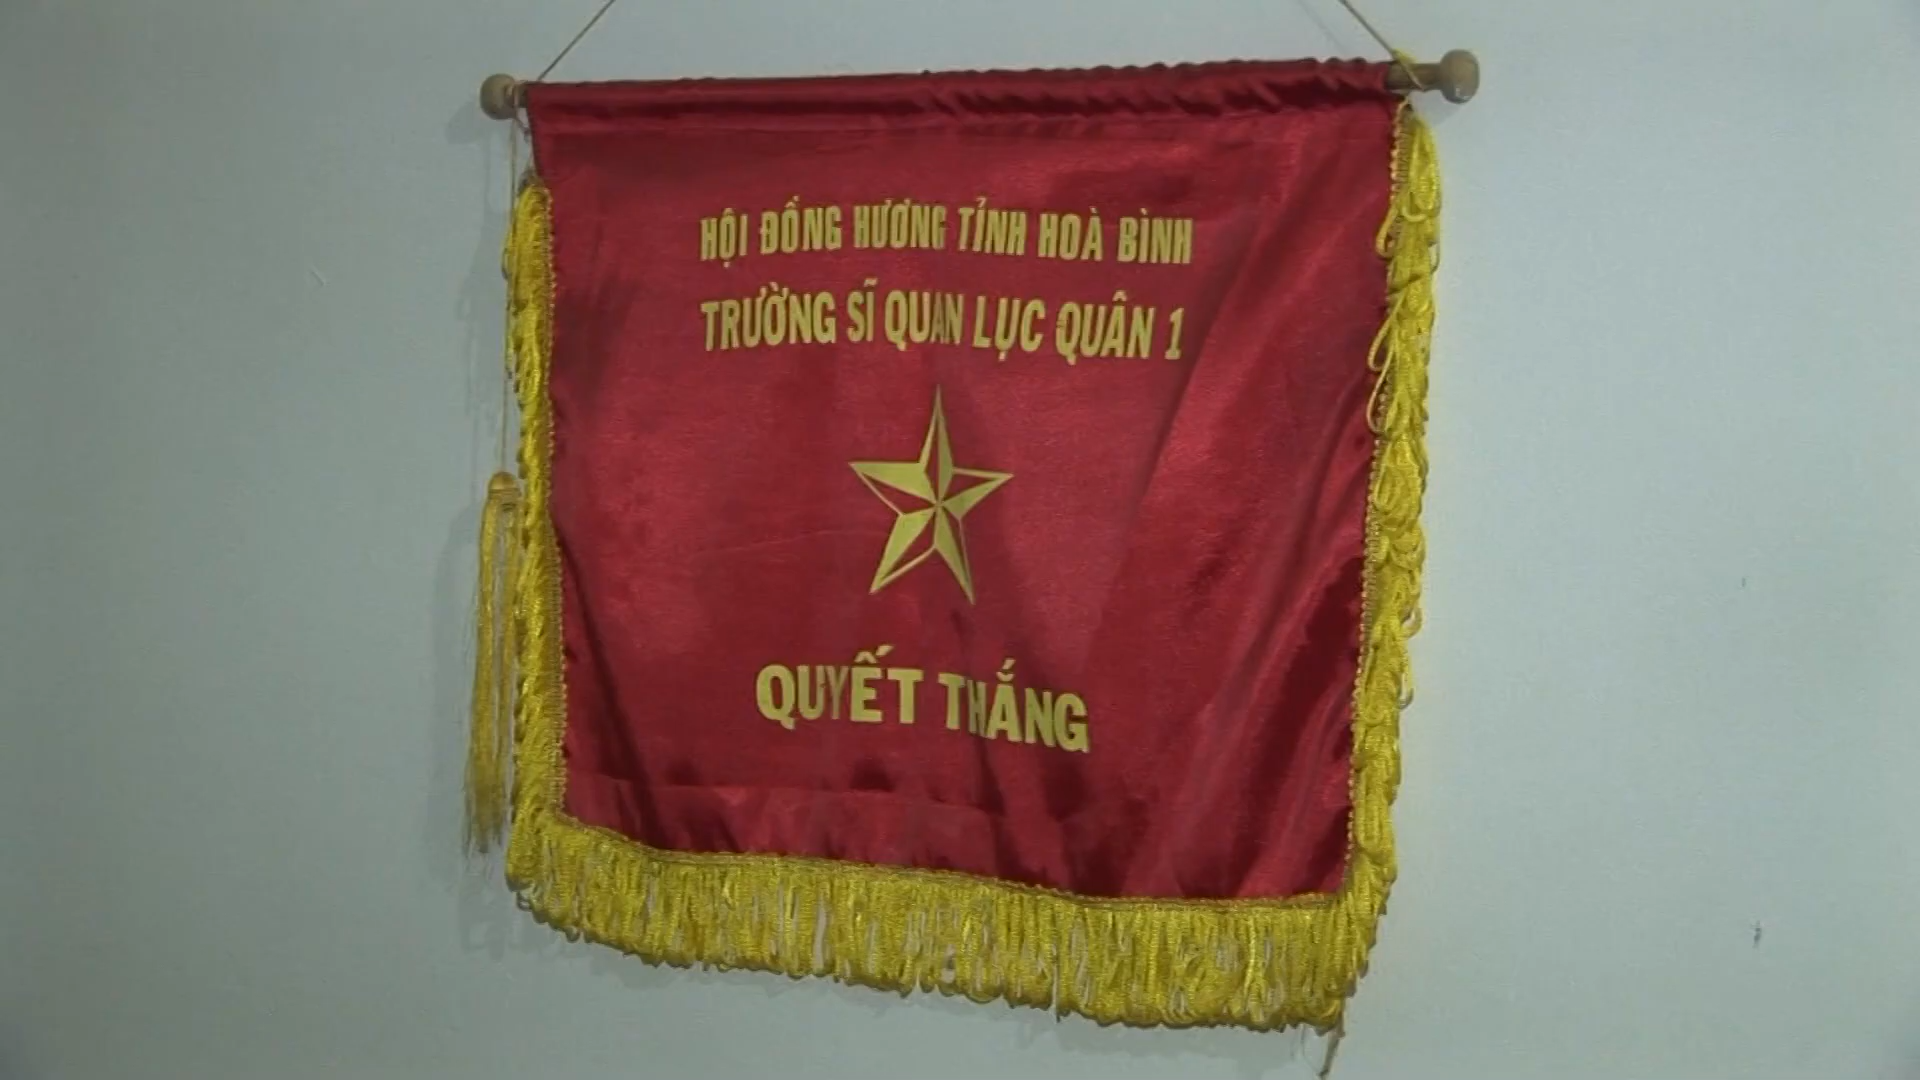 HỘI ĐỒNG HƯƠNG TỈNH HOÀ BÌNH
TRƯỜNG SĨ QUAN LỤC QUÂN 1
QUYẾT THẮNG